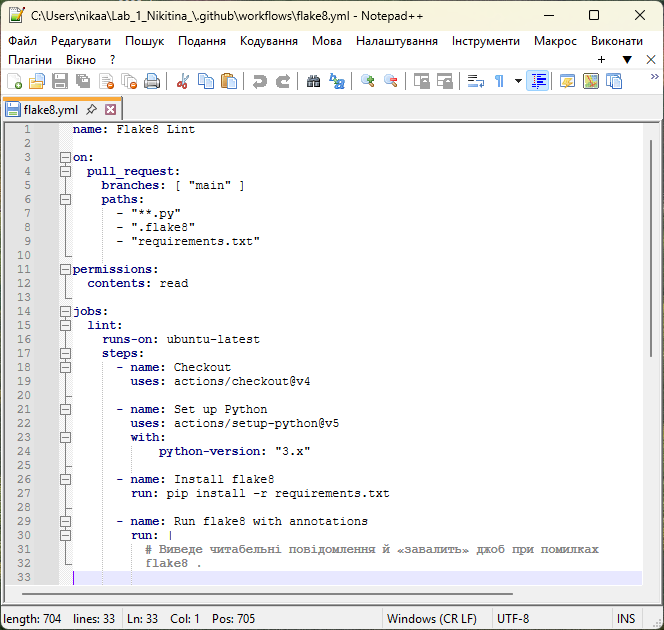 C:\Users\nikaa\Lab_1_Nikitina_\.github\workflows\flake8.yml - Notepad++
Файл Редагувати Пошук Подання Кодування Мова Налаштування Інструменти Макрос Виконати
Плагіни Вікно ? + ▼ X
flake8.yml
1 name: Flake8 Lint
2
3 on:
4 pull_request:
5 branches: [ "main" ]
6 paths:
7 - "**.py"
8 - ".flake8"
9 - "requirements.txt"
10
11 permissions:
12 contents: read
13
14 jobs:
15 lint:
16 runs-on: ubuntu-latest
17 steps:
18 - name: Checkout
19 uses: actions/checkout@v4
20
21 - name: Set up Python
22 uses: actions/setup-python@v5
23 with:
24 python-version: "3.x"
25
26 - name: Install flake8
27 run: pip install -r requirements.txt
28
29 - name: Run flake8 with annotations
30 run: |
31 # Виведе читабельні повідомлення й «завалить» джоб при помилках
32 flake8 .
33
length: 704 lines: 33 Ln: 33 Col: 1 Pos: 705 Windows (CR LF) UTF-8 INS